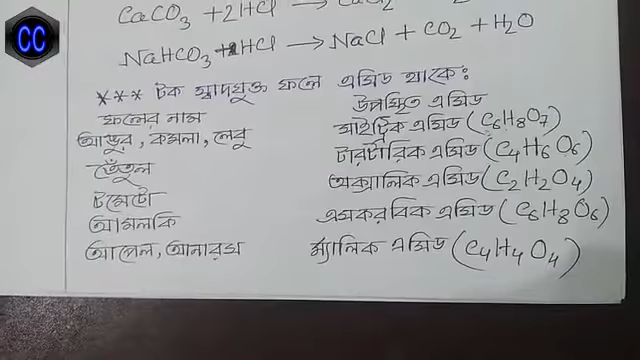 CC
CaCO3 + 2HCl →
NaHCO3 + HCl → NaCl + CO2 + H2O
*** টক স্বাদযুক্ত ফলে এসিড থাকে:
ফলের নাম উপস্থিত এসিড
আঙুর, কমলা, লেবু সাইট্রিক এসিড (C6H8O7)
তেঁতুল টারটারিক এসিড (C4H6O6)
টমেটো অক্সালিক এসিড (C2H2O4)
আমলকি এসকরবিক এসিড (C6H8O6)
আপেল, আনারস ম্যালিক এসিড (C4H4O4)